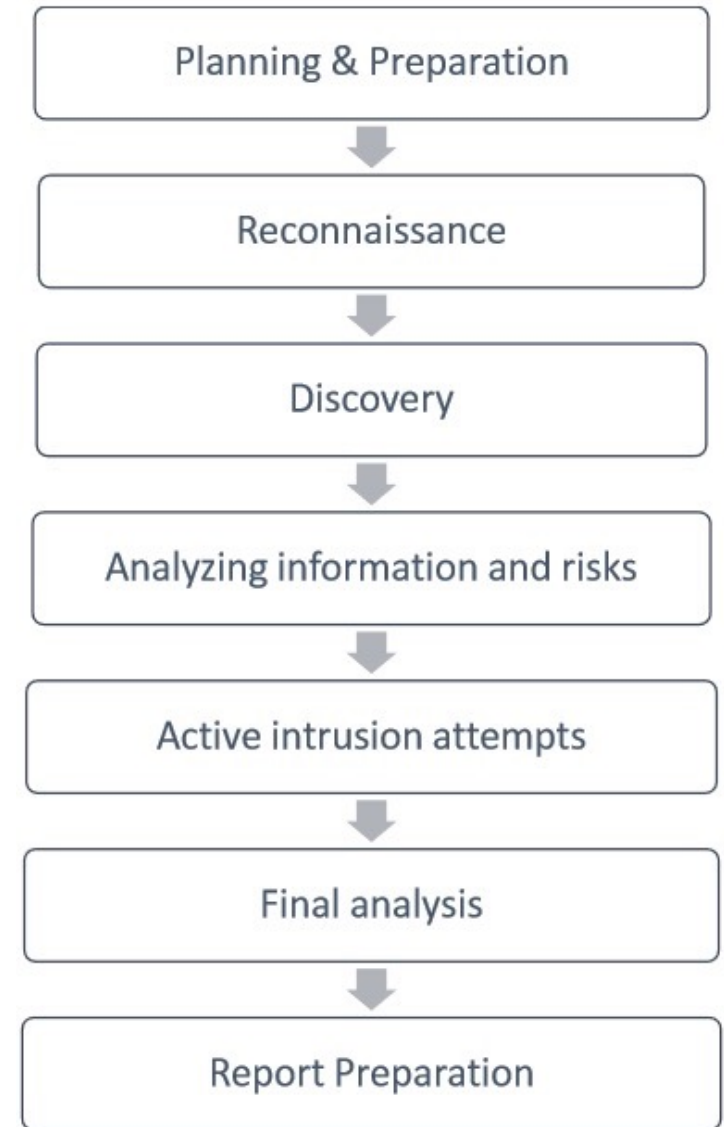 Planning & Preparation
Reconnaissance
Discovery
Analyzing information and risks
Active intrusion attempts
Final analysis
Report Preparation